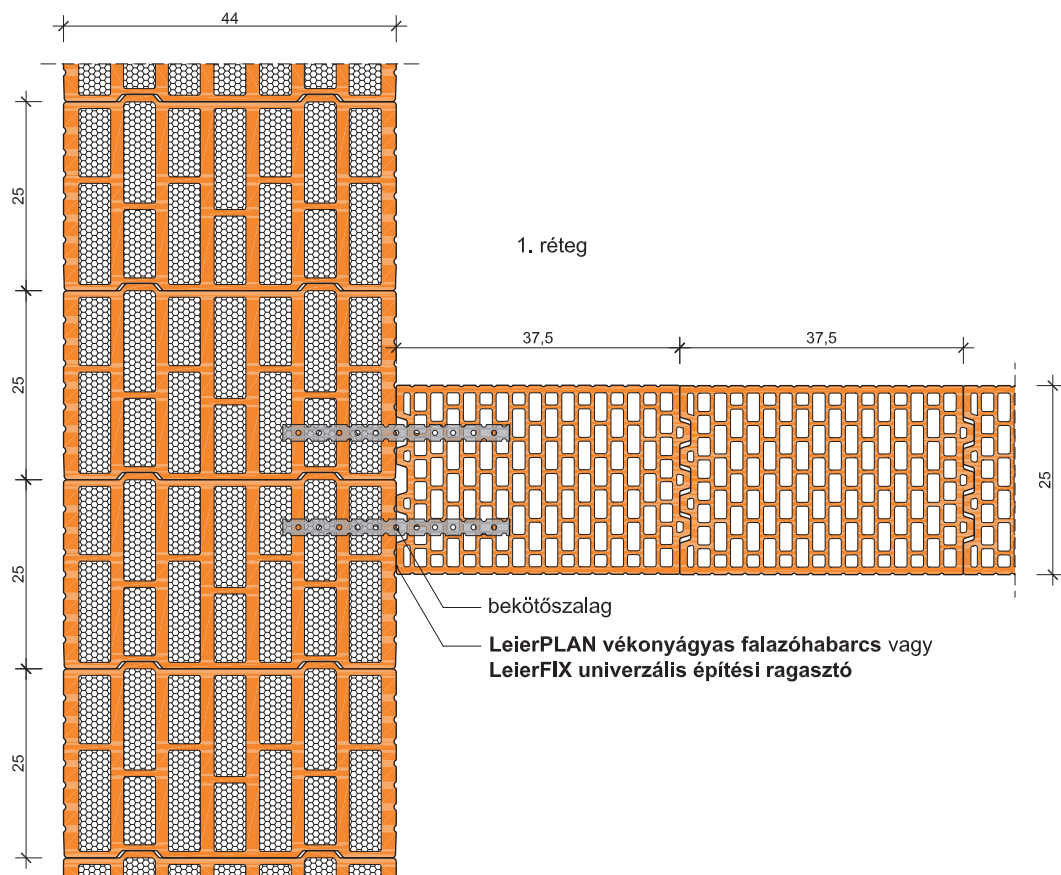 44
25
1. réteg
37,5
37,5
25
25
25
bekötőszalag
LeierPLAN vékonyágyas falazóhabarcs vagy
LeierFIX univerzális építési ragasztó
25